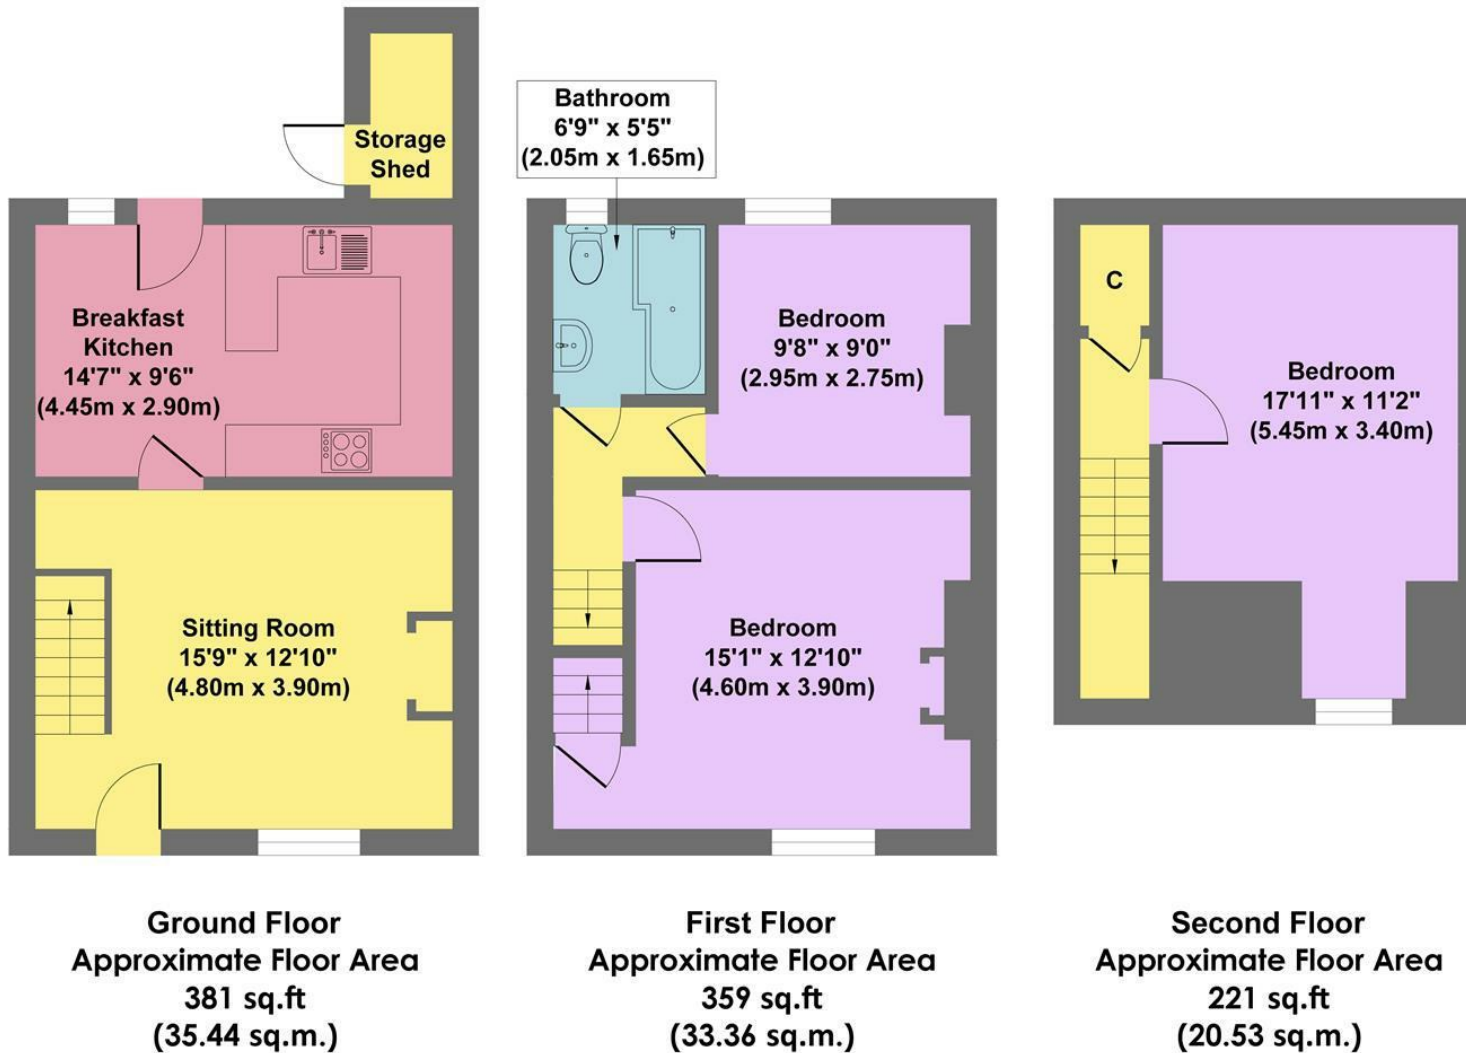 Storage
Shed
Breakfast
Kitchen
14'7" x 9'6"
(4.45m x 2.90m)
Sitting Room
15'9" x 12'10"
(4.80m x 3.90m)
Ground Floor
Approximate Floor Area
381 sq.ft
(35.44 sq.m.)
Bathroom
6'9" x 5'5"
(2.05m x 1.65m)
Bedroom
9'8" x 9'0"
(2.95m x 2.75m)
Bedroom
15'1" x 12'10"
(4.60m x 3.90m)
First Floor
Approximate Floor Area
359 sq.ft
(33.36 sq.m.)
C
Bedroom
17'11" x 11'2"
(5.45m x 3.40m)
Second Floor
Approximate Floor Area
221 sq.ft
(20.53 sq.m.)